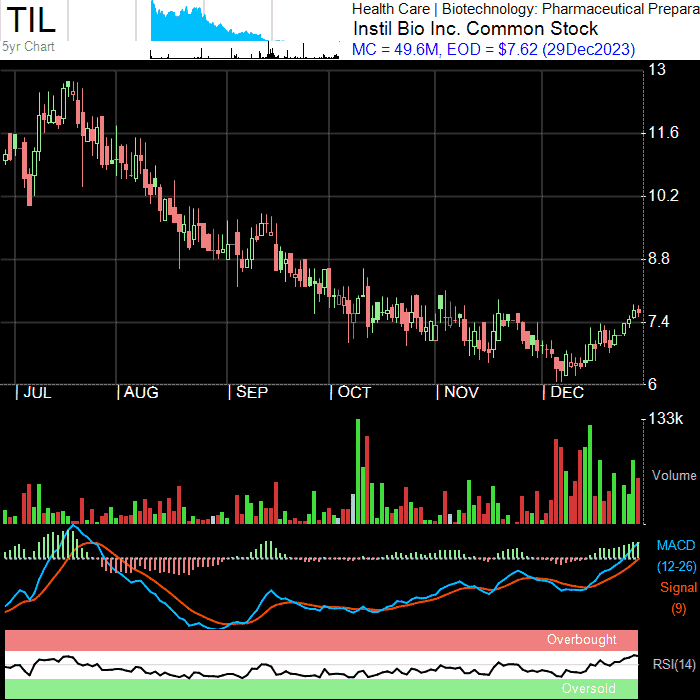 TIL
5yr Chart
Health Care | Biotechnology: Pharmaceutical Prepara
Instil Bio Inc. Common Stock
MC = 49.6M, EOD = $7.62 (29Dec2023)
13
11.6
10.2
8.8
7.4
6
JUL
AUG
SEP
OCT
NOV
DEC
133k
Volume
MACD
(12-26)
Signal
(9)
Overbought
RSI(14)
Oversold